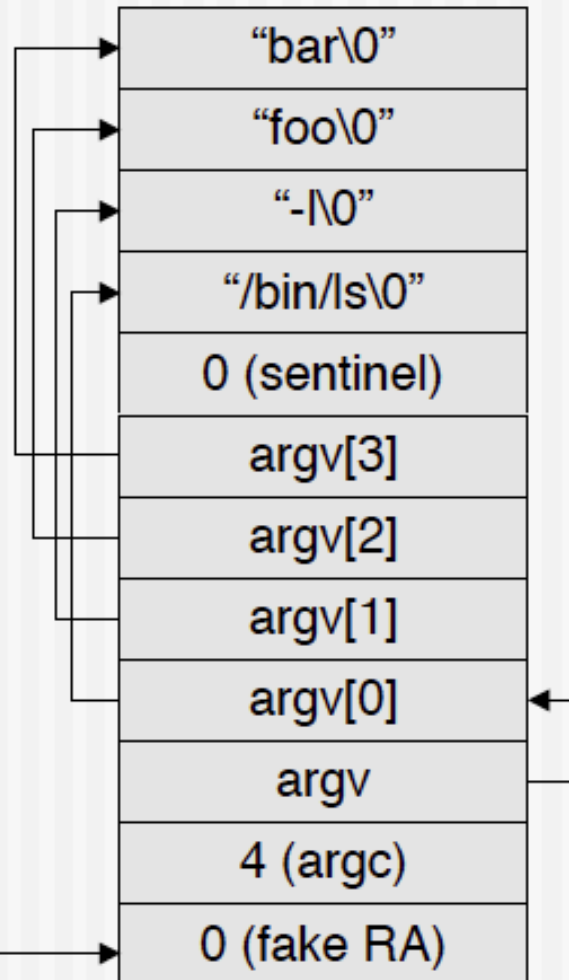 “bar\0”
“foo\0”
“-l\0”
“/bin/ls\0”
0 (sentinel)
argv[3]
argv[2]
argv[1]
argv[0]
argv
4 (argc)
0 (fake RA)